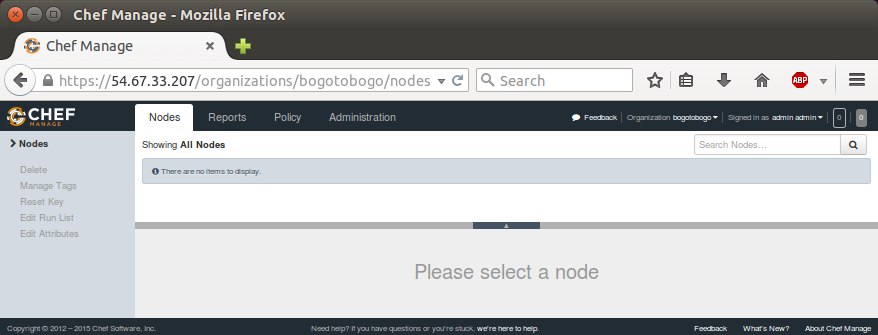 Chef Manage - Mozilla Firefox
Chef Manage
https://54.67.33.207/organizations/bogotobogo/nodes Search ABP
CHEF MANAGE Nodes Reports Policy Administration Feedback Organization bogotobogo Signed in as admin admin 0 0
Nodes
Showing All Nodes Search Nodes...
Delete
There are no items to display.
Manage Tags
Reset Key
Edit Run List
Edit Attributes
Please select a node
Copyright © 2012 – 2015 Chef Software, Inc. Need help? If you have questions or you're stuck, we're here to help. Feedback What's New? About Chef Manage